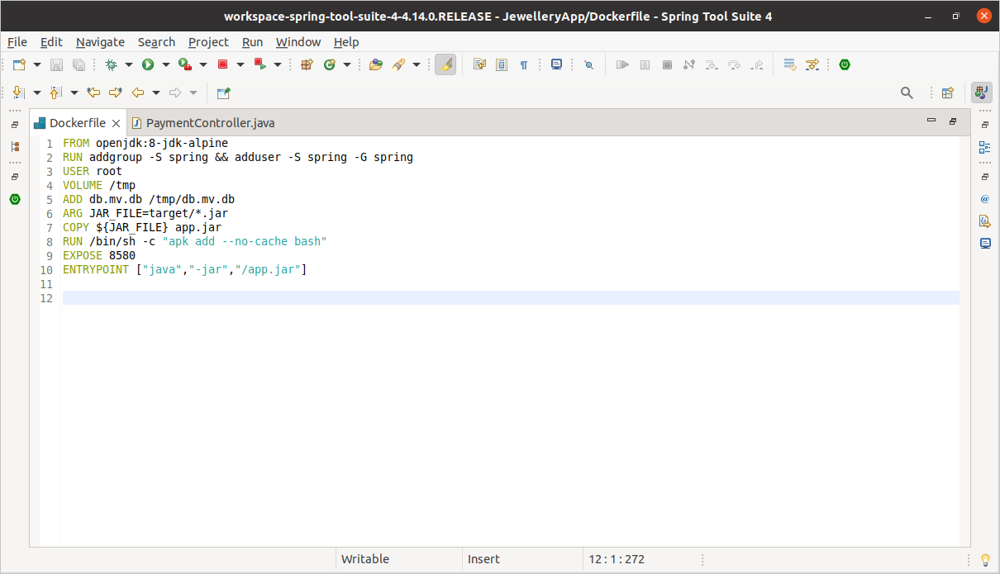 workspace-spring-tool-suite-4-4.14.0.RELEASE - JewelleryApp/Dockerfile - Spring Tool Suite 4
File Edit Navigate Search Project Run Window Help
Dockerfile PaymentController.java
1 FROM openjdk:8-jdk-alpine
2 RUN addgroup -S spring && adduser -S spring -G spring
3 USER root
4 VOLUME /tmp
5 ADD db.mv.db /tmp/db.mv.db
6 ARG JAR_FILE=target/*.jar
7 COPY ${JAR_FILE} app.jar
8 RUN /bin/sh -c "apk add --no-cache bash"
9 EXPOSE 8580
10 ENTRYPOINT ["java","-jar","/app.jar"]
11
12
Writable Insert 12 : 1 : 272